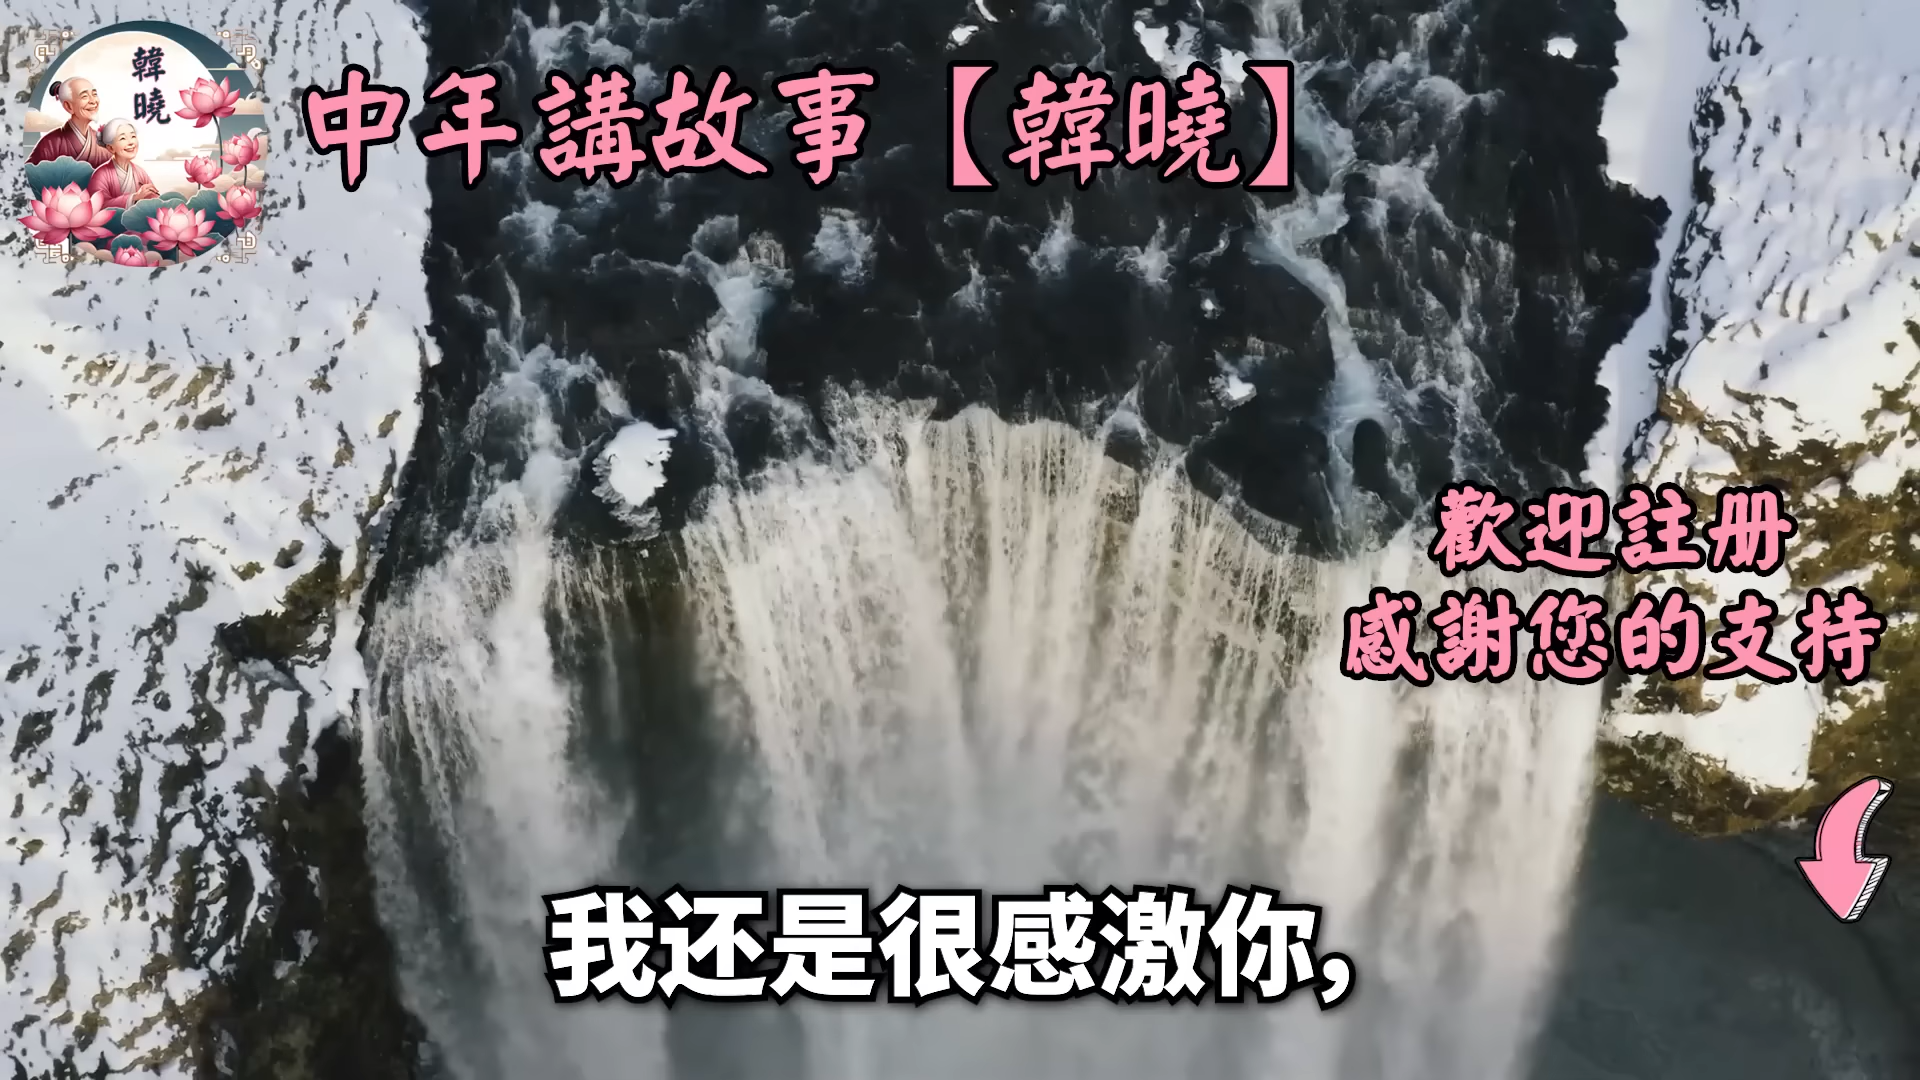 韓曉
中年講故事【韓曉】
歡迎註册
感謝您的支持
我还是很感激你,